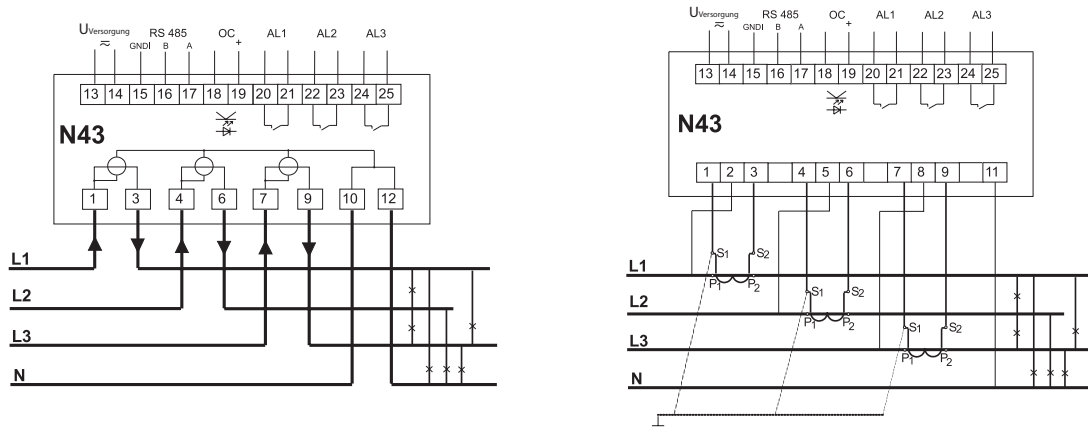 UVersorgung RS 485 OC AL1 AL2 AL3
≂ GNDI B A +
13 14 15 16 17 18 19 20 21 22 23 24 25
N43
1 3 4 6 7 9 10 12
L1
L2
L3
N
UVersorgung RS 485 OC AL1 AL2 AL3
≂ GNDI B A +
13 14 15 16 17 18 19 20 21 22 23 24 25
N43
1 2 3 4 5 6 7 8 9 11
S1 S2
L1
P1 P2
S1 S2
L2
P1 P2
S1 S2
L3
P1 P2
N